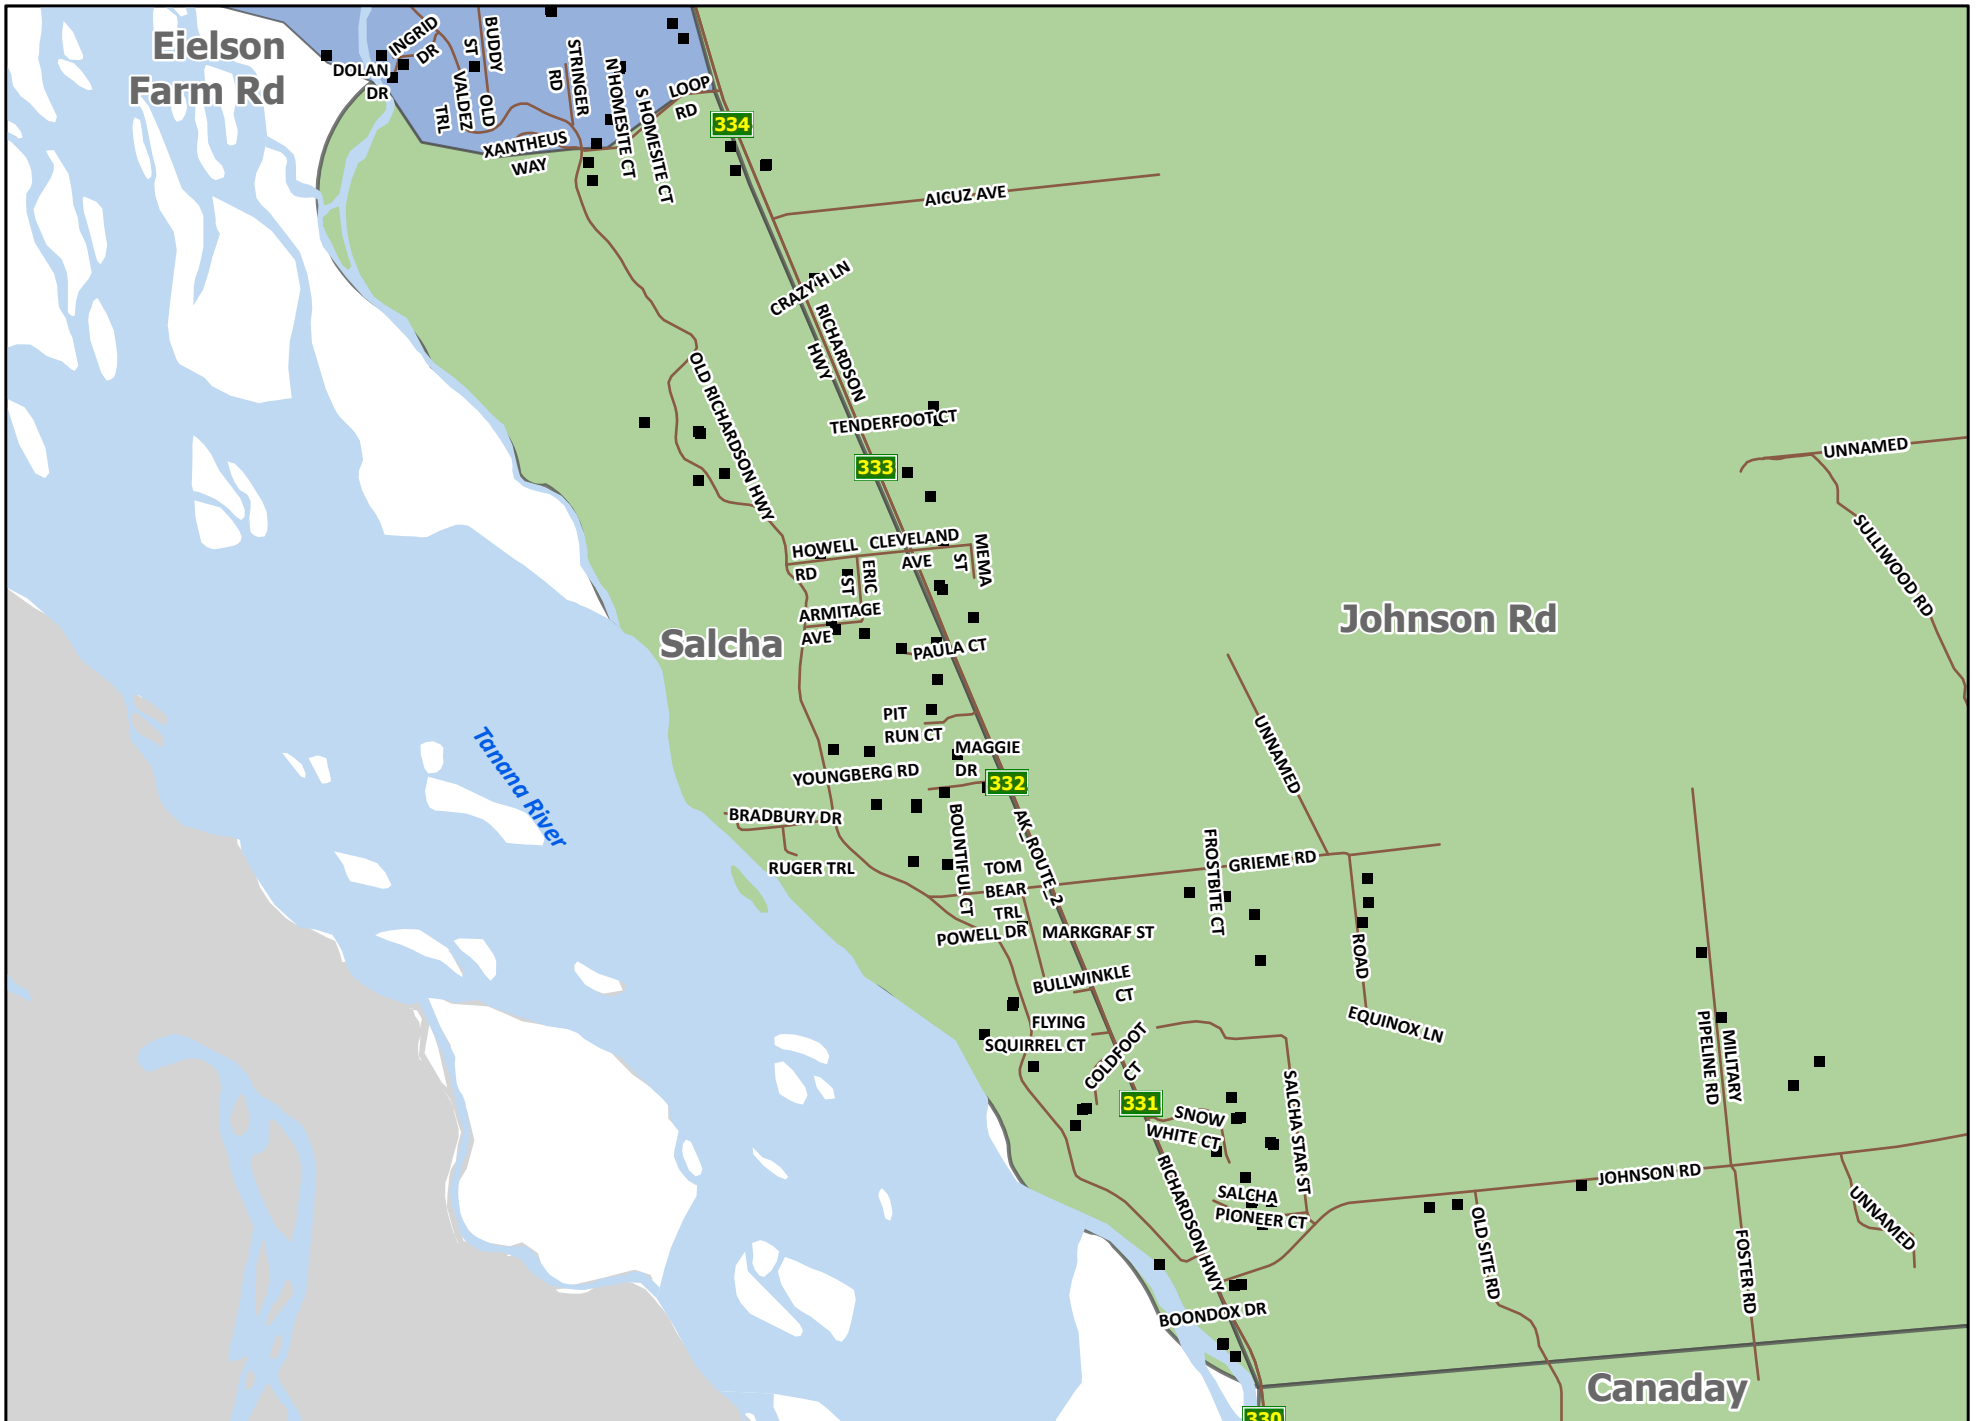 Eielson
Farm Rd
DOLAN
DR
INGRID
DR
BUDDY
ST
OLD
VALDEZ
TRL
STRINGER
RD
N HOMESITE CT
S HOMESITE CT
LOOP
RD
XANTHEUS
WAY
334
AICUZ AVE
CRAZY H LN
RICHARDSON
HWY
OLD RICHARDSON HWY
TENDERFOOT CT
333
UNNAMED
SULLIWOOD RD
HOWELL
RD
CLEVELAND
AVE
MEMA
ST
ERIC
ST
ARMITAGE
AVE
Salcha
PAULA CT
Johnson Rd
PIT
RUN CT
MAGGIE
DR
YOUNGBERG RD
332
Tanana River
BRADBURY DR
RUGER TRL
BOUNTIFUL CT
AK_ROUTE_2
UNNAMED
TOM
BEAR
TRL
FROSTBITE CT
GRIEME RD
POWELL DR
MARKGRAF ST
ROAD
BULLWINKLE
CT
EQUINOX LN
FLYING
SQUIRREL CT
COLDFOOT
CT
PIPELINE RD
MILITARY
331
SNOW
WHITE CT
SALCHA STAR ST
RICHARDSON HWY
SALCHA
PIONEER CT
JOHNSON RD
OLD SITE RD
UNNAMED
FOSTER RD
BOONDOX DR
Canaday
330